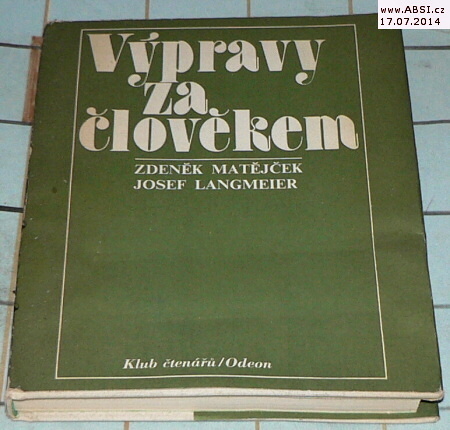 www.ABSI.cz
17.07.2014
Výpravy
za
člověkem
ZDENĚK MATĚJČEK
JOSEF LANGMEIER
Klub čtenářů/Odeon